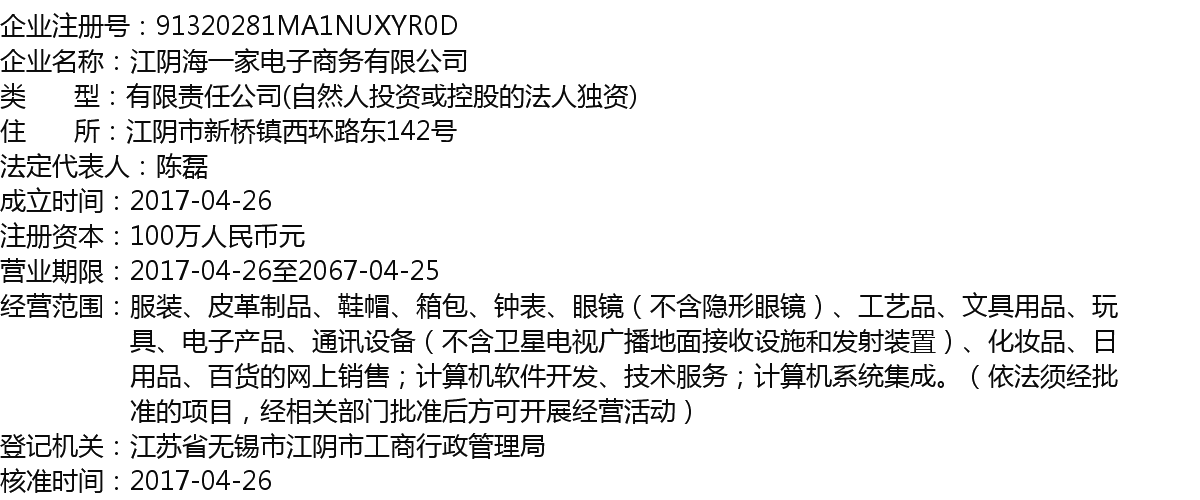 企业注册号：91320281MA1NUXYR0D
企业名称：江阴海一家电子商务有限公司
类 型：有限责任公司(自然人投资或控股的法人独资)
住 所：江阴市新桥镇西环路东142号
法定代表人：陈磊
成立时间：2017-04-26
注册资本：100万人民币元
营业期限：2017-04-26至2067-04-25
经营范围：服装、皮革制品、鞋帽、箱包、钟表、眼镜（不含隐形眼镜）、工艺品、文具用品、玩
具、电子产品、通讯设备（不含卫星电视广播地面接收设施和发射装置）、化妆品、日
用品、百货的网上销售；计算机软件开发、技术服务；计算机系统集成。（依法须经批
准的项目，经相关部门批准后方可开展经营活动）
登记机关：江苏省无锡市江阴市工商行政管理局
核准时间：2017-04-26